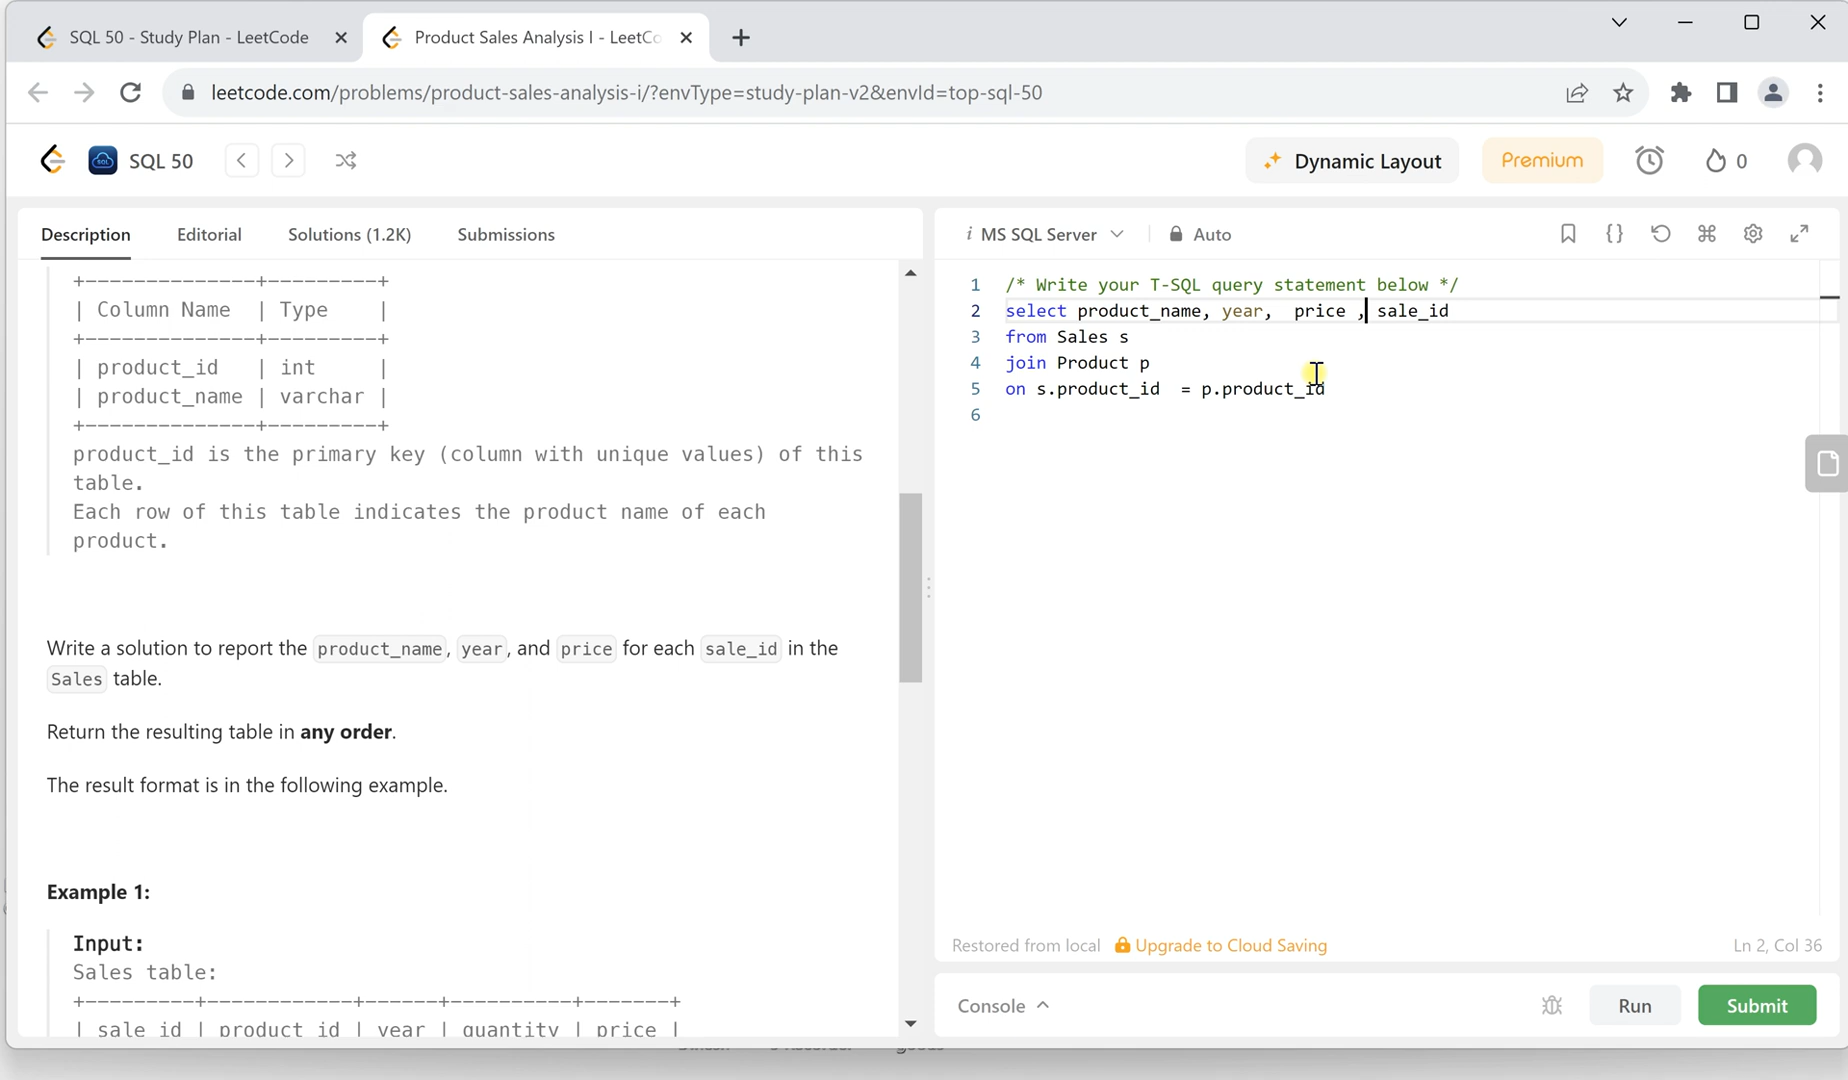 SQL 50 - Study Plan - LeetCode
Product Sales Analysis I - LeetCo
leetcode.com/problems/product-sales-analysis-i/?envType=study-plan-v2&envId=top-sql-50
SQL 50
Dynamic Layout
Premium
0
Description Editorial Solutions (1.2K) Submissions
+--------------+---------+
| Column Name | Type |
+--------------+---------+
| product_id | int |
| product_name | varchar |
+--------------+---------+
product_id is the primary key (column with unique values) of this
table.
Each row of this table indicates the product name of each
product.
Write a solution to report the product_name, year, and price for each sale_id in the
Sales table.
Return the resulting table in any order.
The result format is in the following example.
Example 1:
Input:
Sales table:
+---------+------------+------+----------+-------+
| sale_id | product_id | year | quantity | price |
i MS SQL Server
Auto
1 /* Write your T-SQL query statement below */
2 select product_name, year,  price , sale_id
3 from Sales s
4 join Product p
5 on s.product_id  = p.product_id
6
Restored from local Upgrade to Cloud Saving
Ln 2, Col 36
Console
Run
Submit